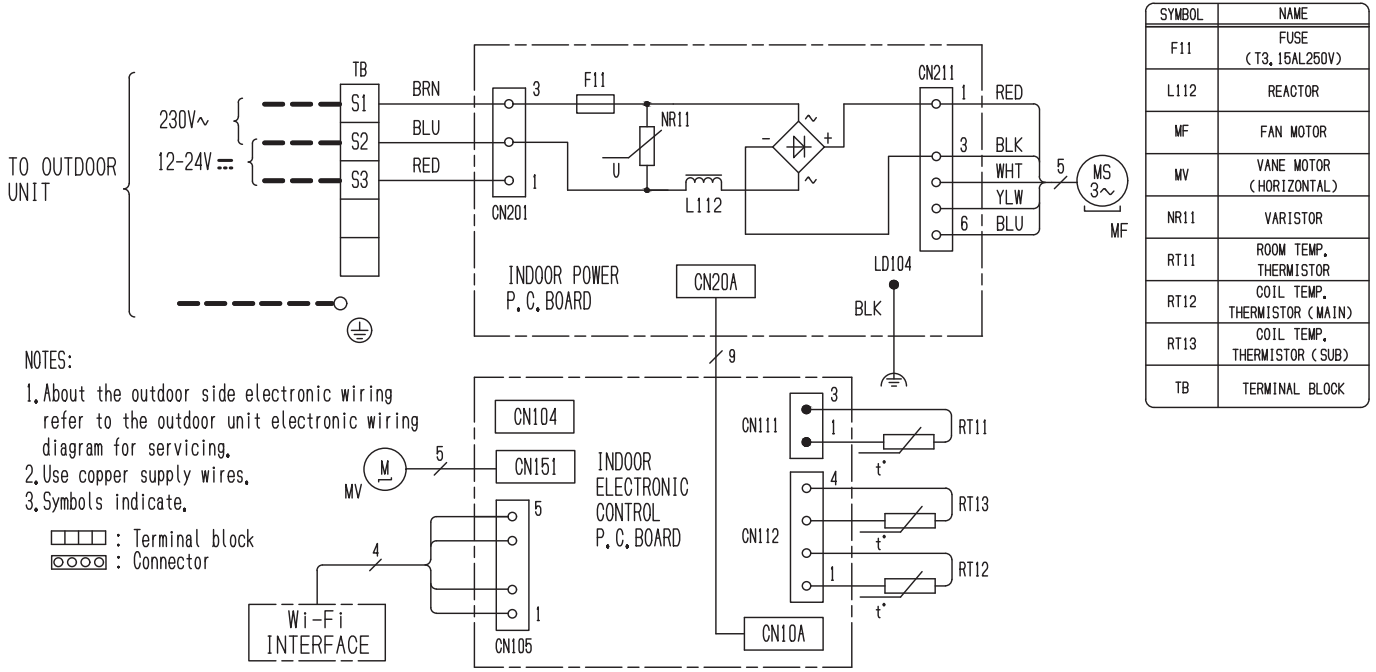 TO OUTDOOR
UNIT
230V~
12-24V
TB
S1
S2
S3
BRN
BLU
RED
3
1
CN201
F11
NR11
U
L112
~
-
+
~
CN211
1
3
6
RED
BLK
WHT
YLW
BLU
5
MS
3~
MF
INDOOR POWER
P.C.BOARD
CN20A
LD104
BLK
9
NOTES:
1.About the outdoor side electronic wiring
refer to the outdoor unit electronic wiring
diagram for servicing.
2.Use copper supply wires.
3.Symbols indicate.
: Terminal block
: Connector
M
MV
5
CN104
CN151
INDOOR
ELECTRONIC
CONTROL
P.C.BOARD
5
1
CN105
4
Wi-Fi
INTERFACE
CN111
3
1
RT11
t°
CN112
4
1
RT13
t°
RT12
t°
CN10A
SYMBOL NAME
F11 FUSE
(T3.15AL250V)
L112 REACTOR
MF FAN MOTOR
MV VANE MOTOR
(HORIZONTAL)
NR11 VARISTOR
RT11 ROOM TEMP.
THERMISTOR
RT12 COIL TEMP.
THERMISTOR (MAIN)
RT13 COIL TEMP.
THERMISTOR (SUB)
TB TERMINAL BLOCK